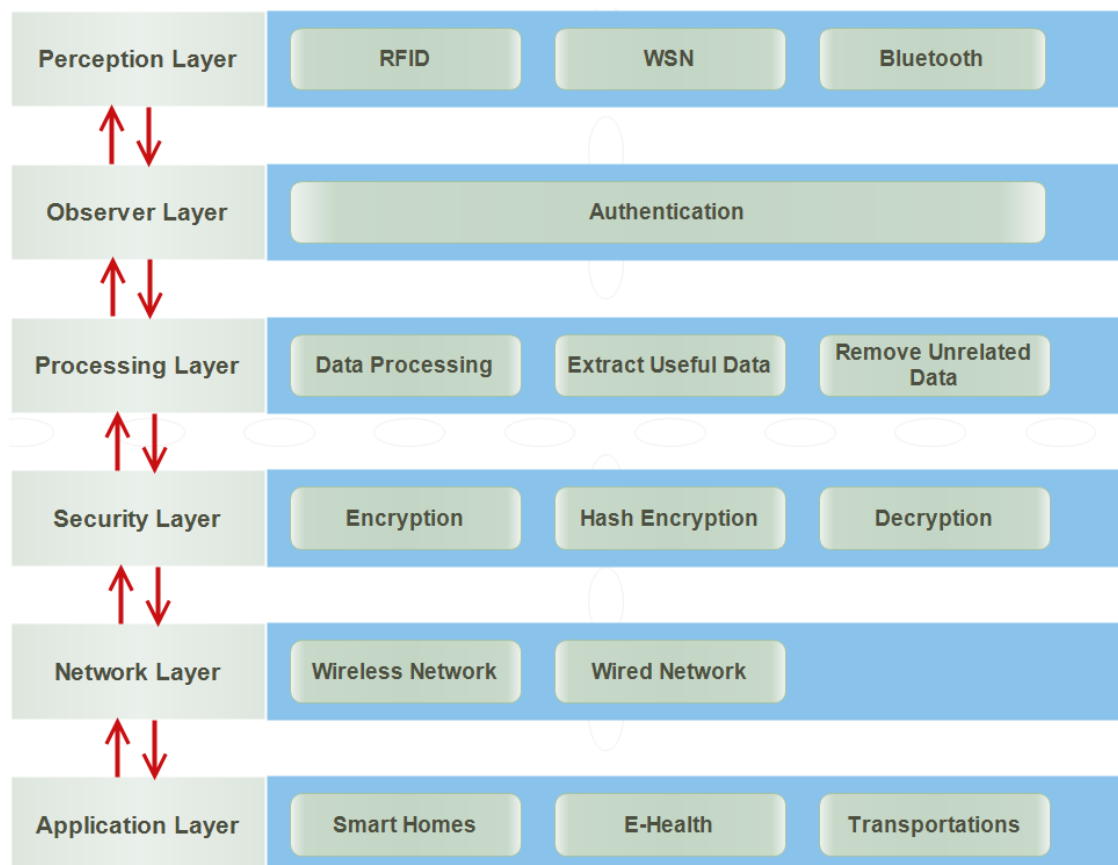 Perception Layer
RFID
WSN
Bluetooth
Observer Layer
Authentication
Processing Layer
Data Processing
Extract Useful Data
Remove Unrelated
Data
Security Layer
Encryption
Hash Encryption
Decryption
Network Layer
Wireless Network
Wired Network
Application Layer
Smart Homes
E-Health
Transportations